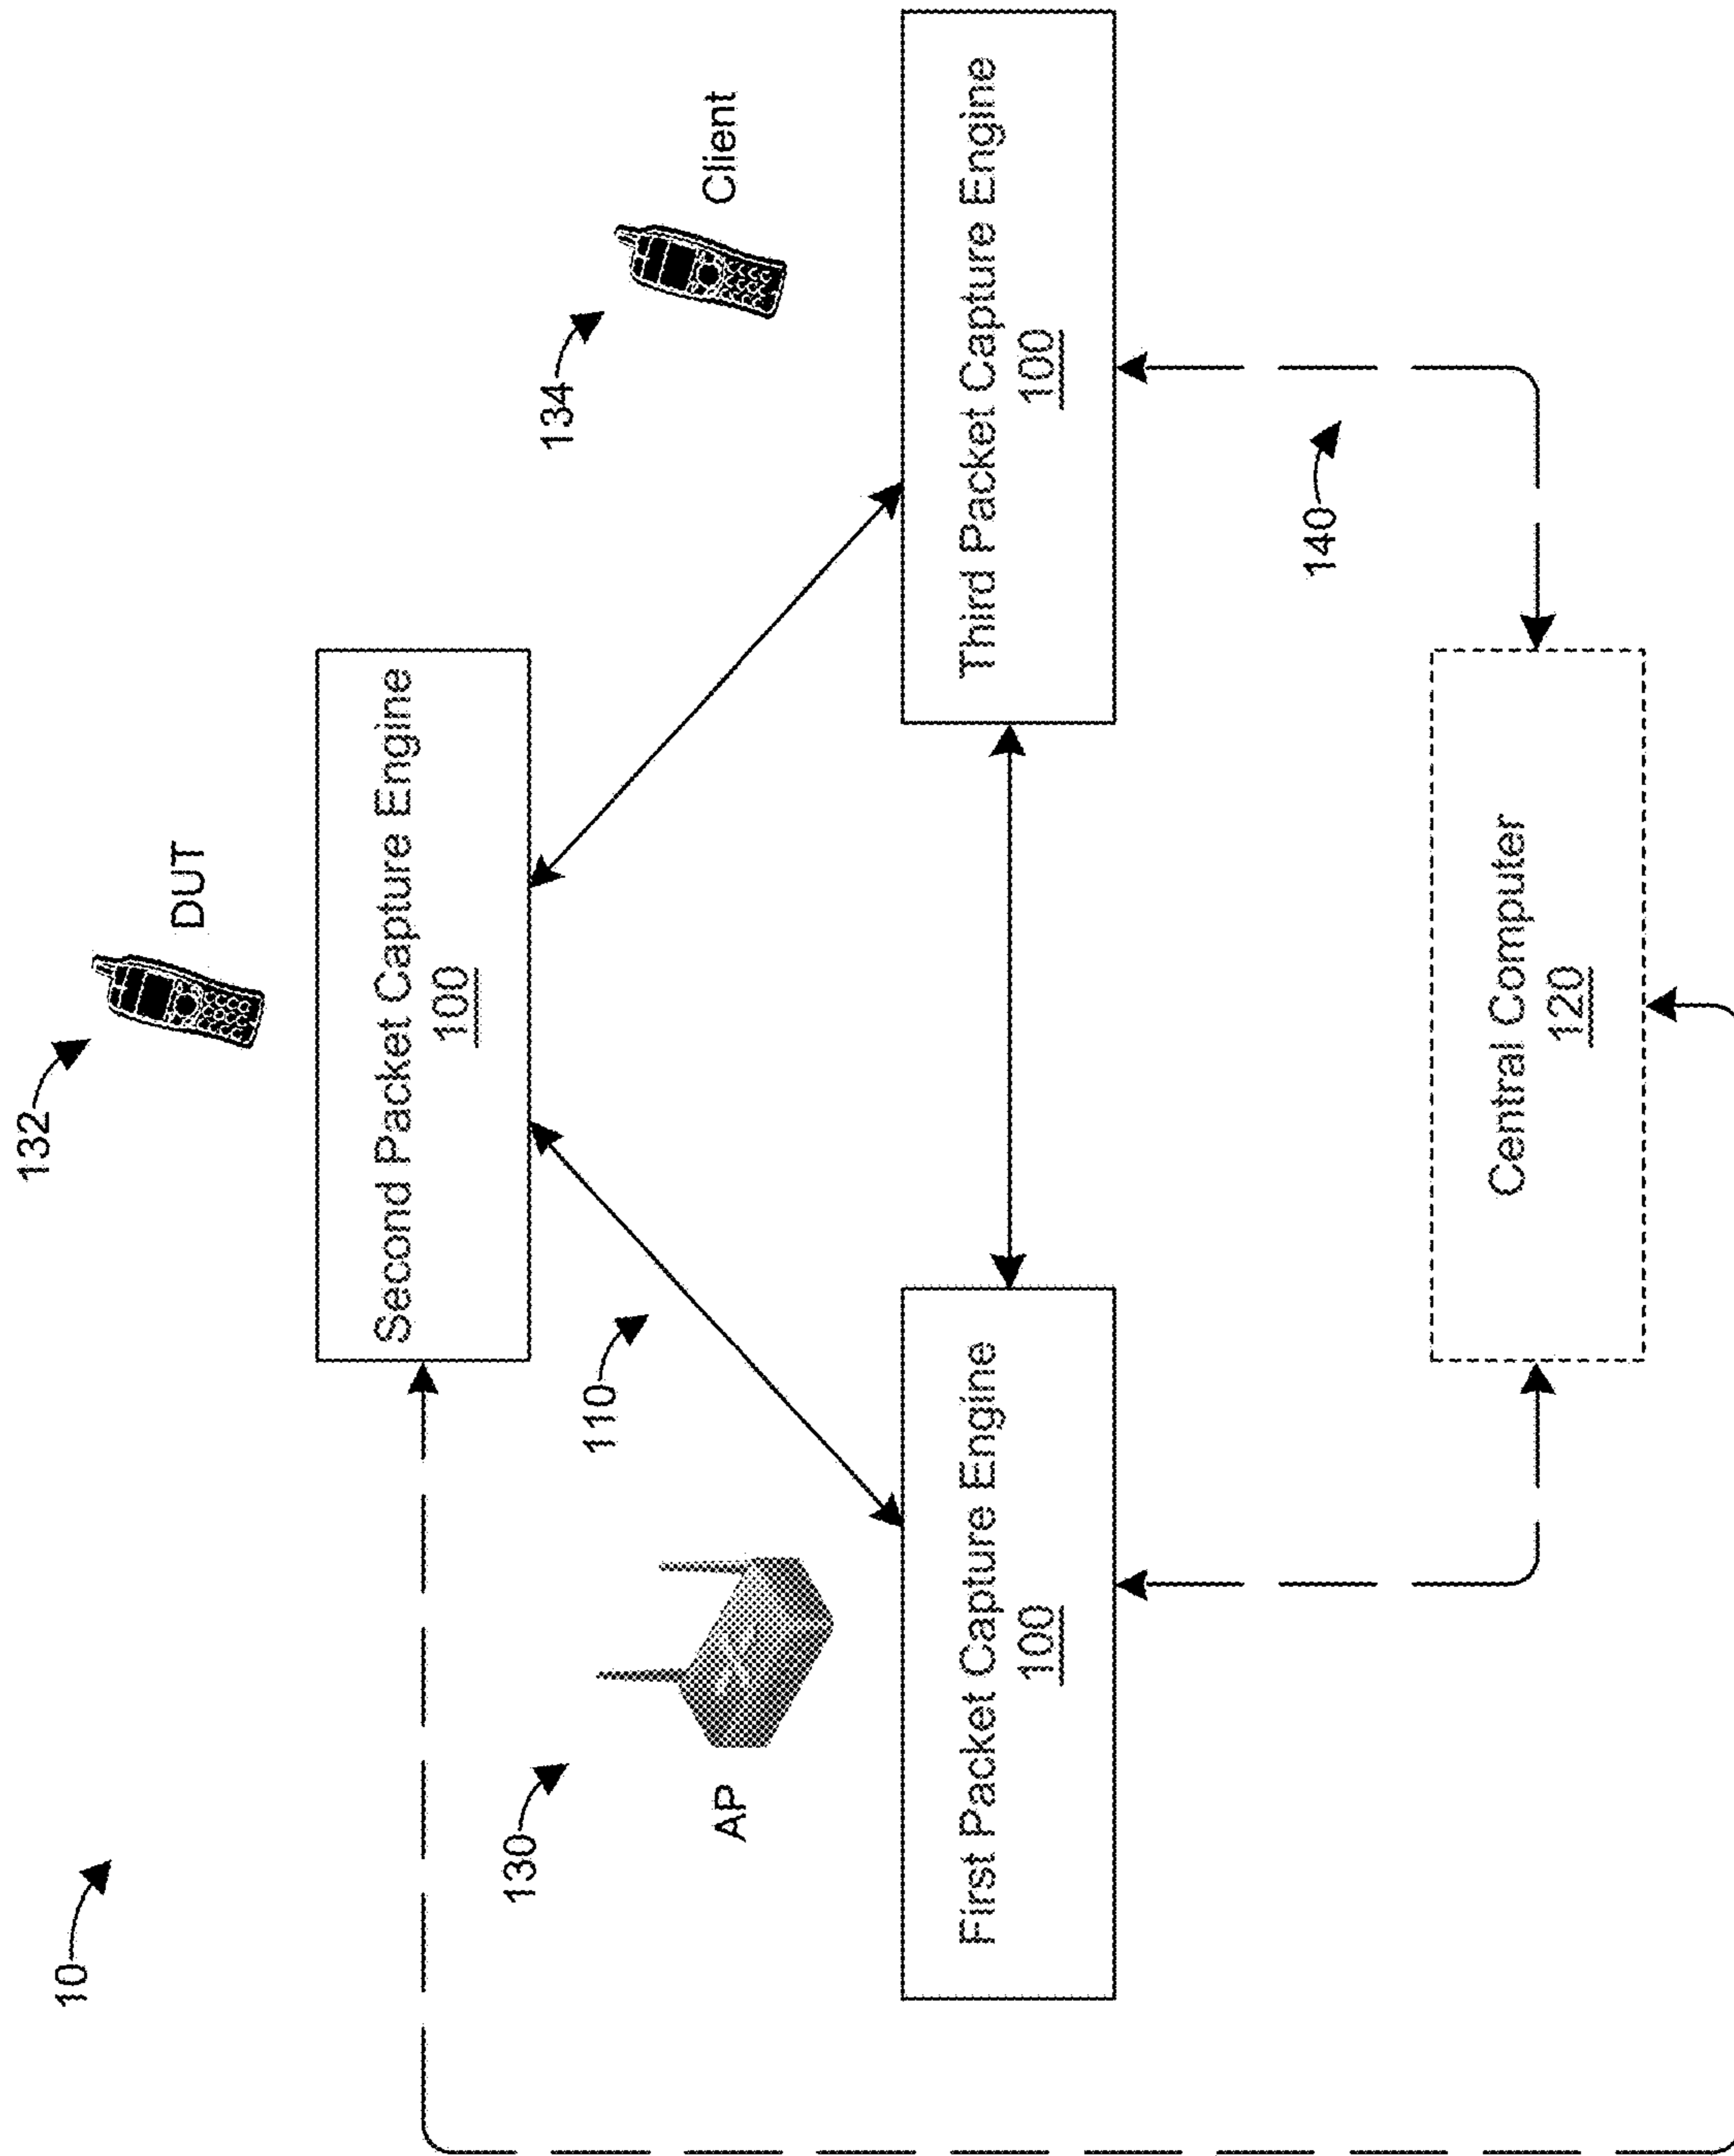 10
132
DUT
Second Packet Capture Engine
100
134
Client
130
AP
110
First Packet Capture Engine
100
Third Packet Capture Engine
100
140
Central Computer
120